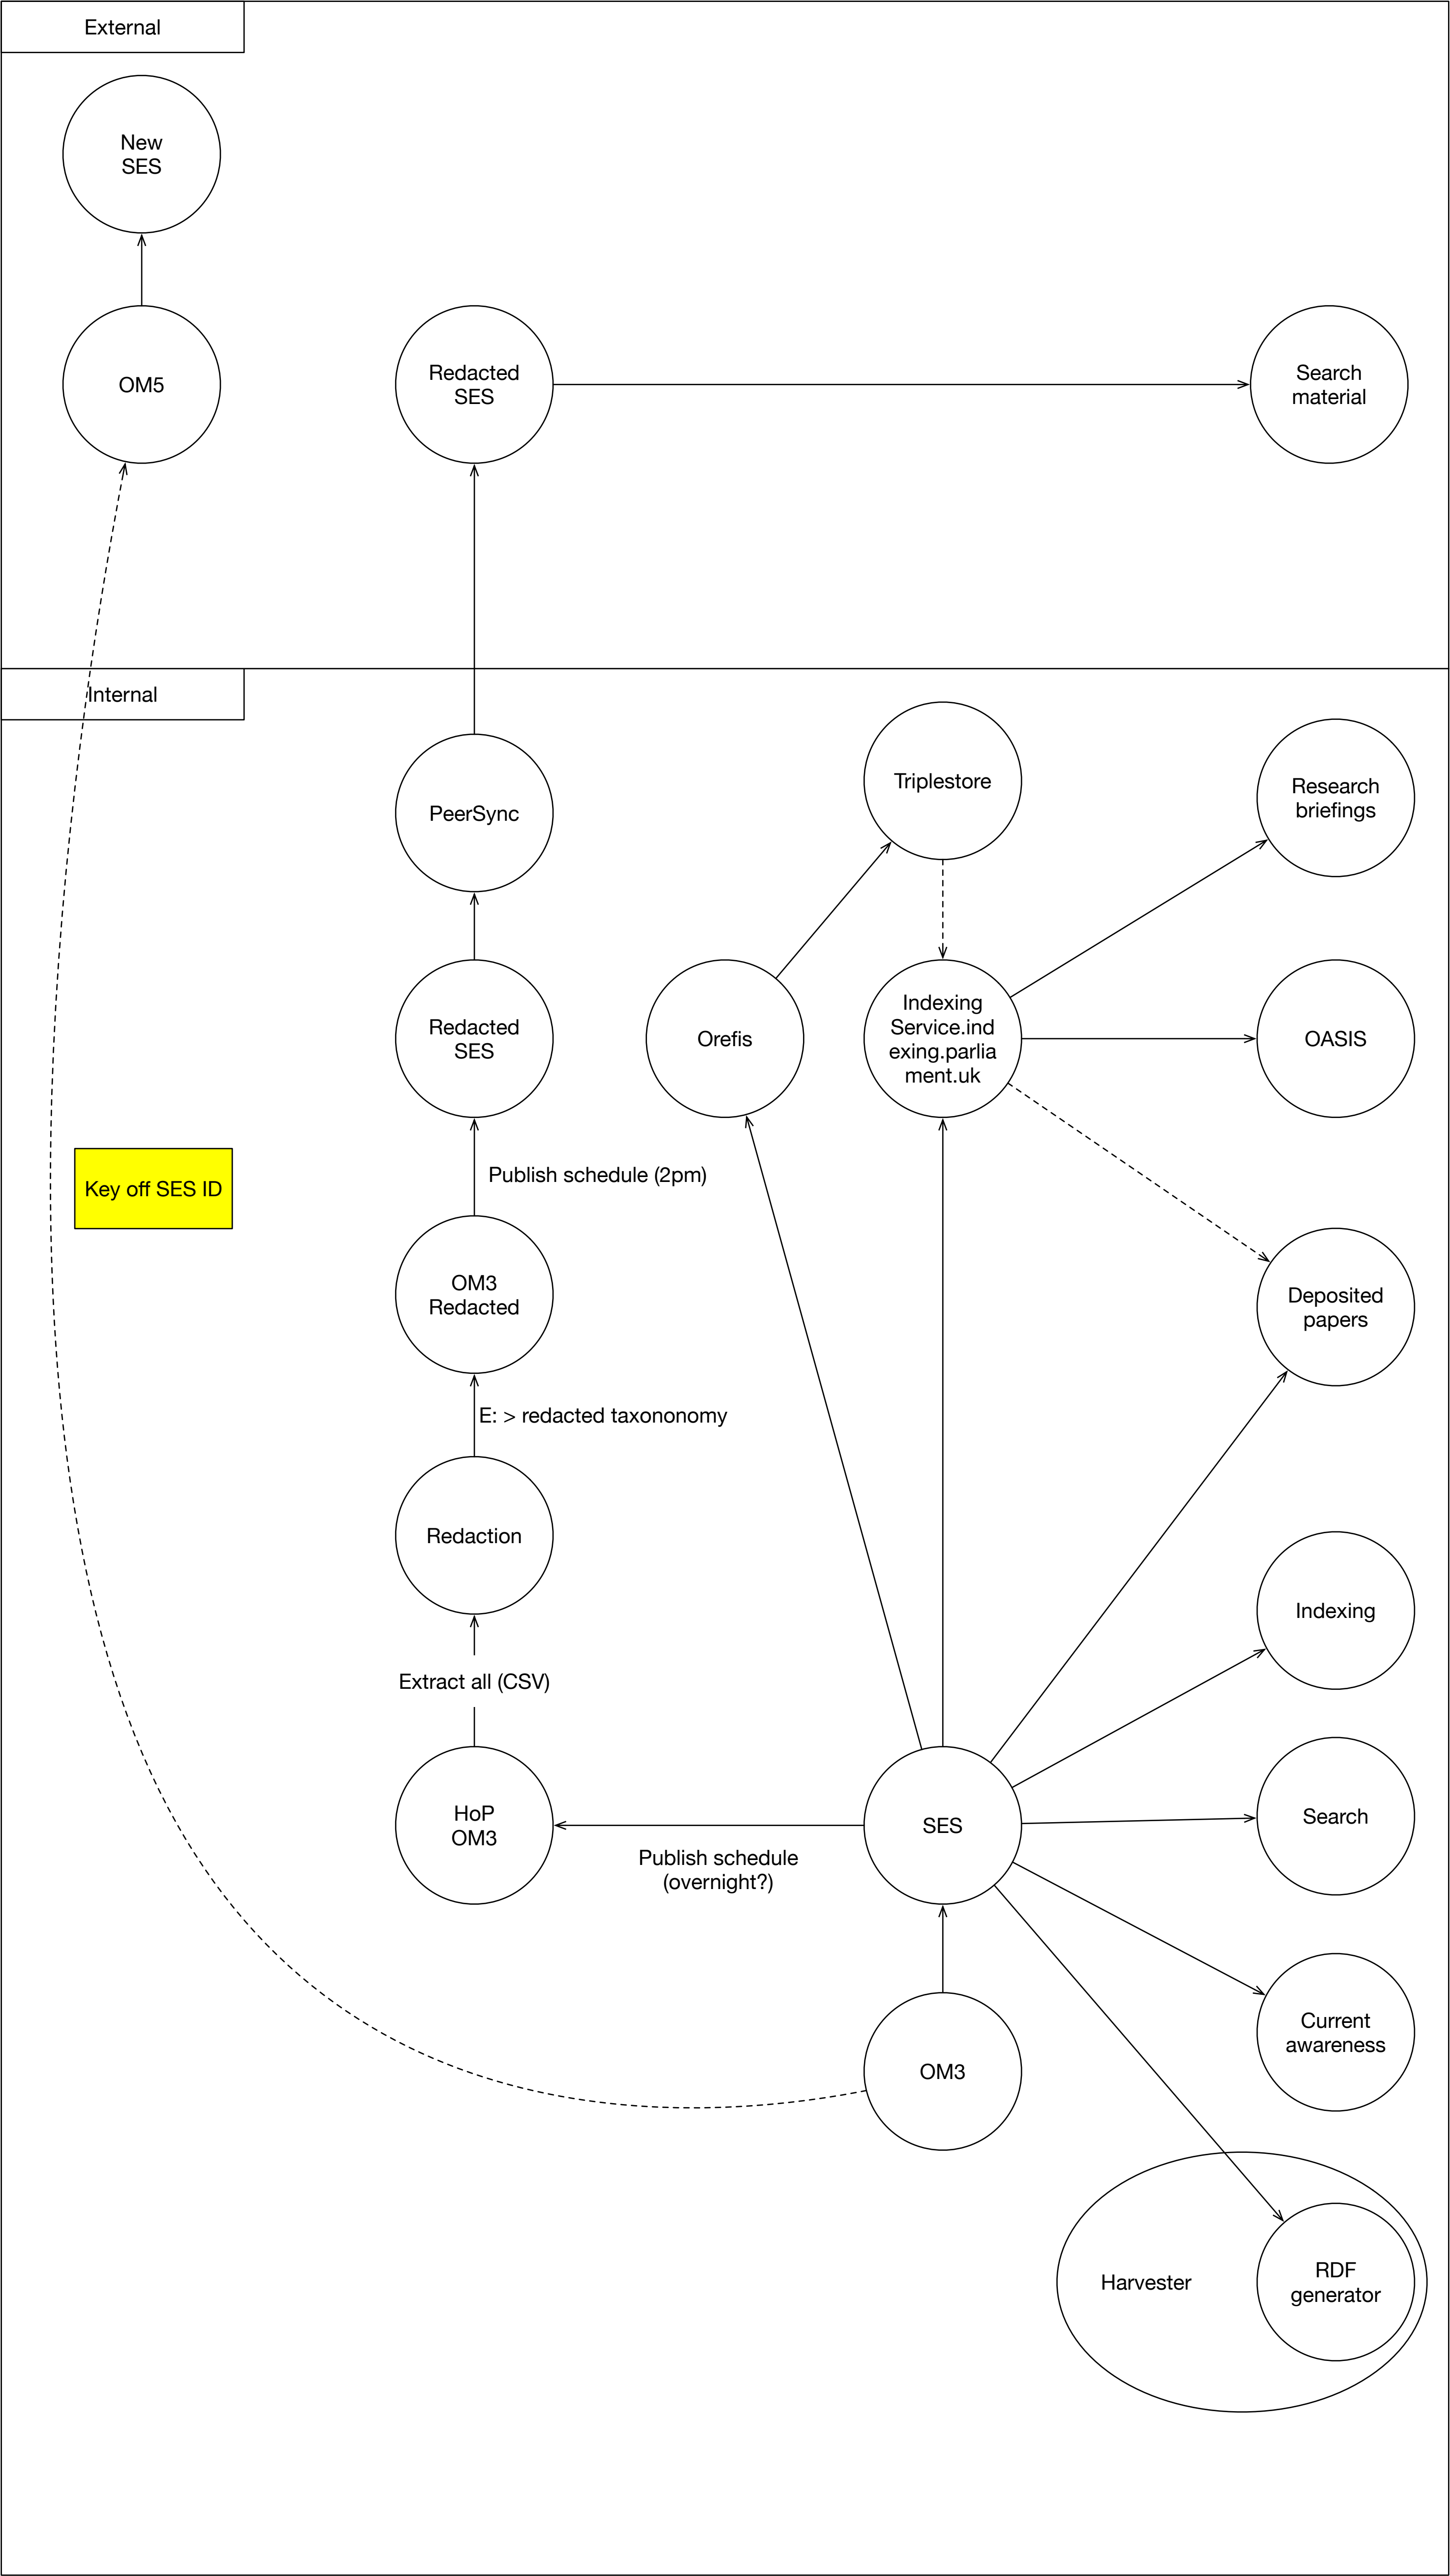 External
New
SES
OM5
Redacted
SES
Search
material
Internal
PeerSync
Triplestore
Research
briefings
Redacted
SES
Orefis
Indexing
Service.ind
exing.parlia
ment.uk
OASIS
Publish schedule (2pm)
Key off SES ID
OM3
Redacted
Deposited
papers
E: > redacted taxononomy
Redaction
Indexing
Extract all (CSV)
HoP
OM3
SES
Search
Publish schedule
(overnight?)
Current
awareness
OM3
Harvester
RDF
generator